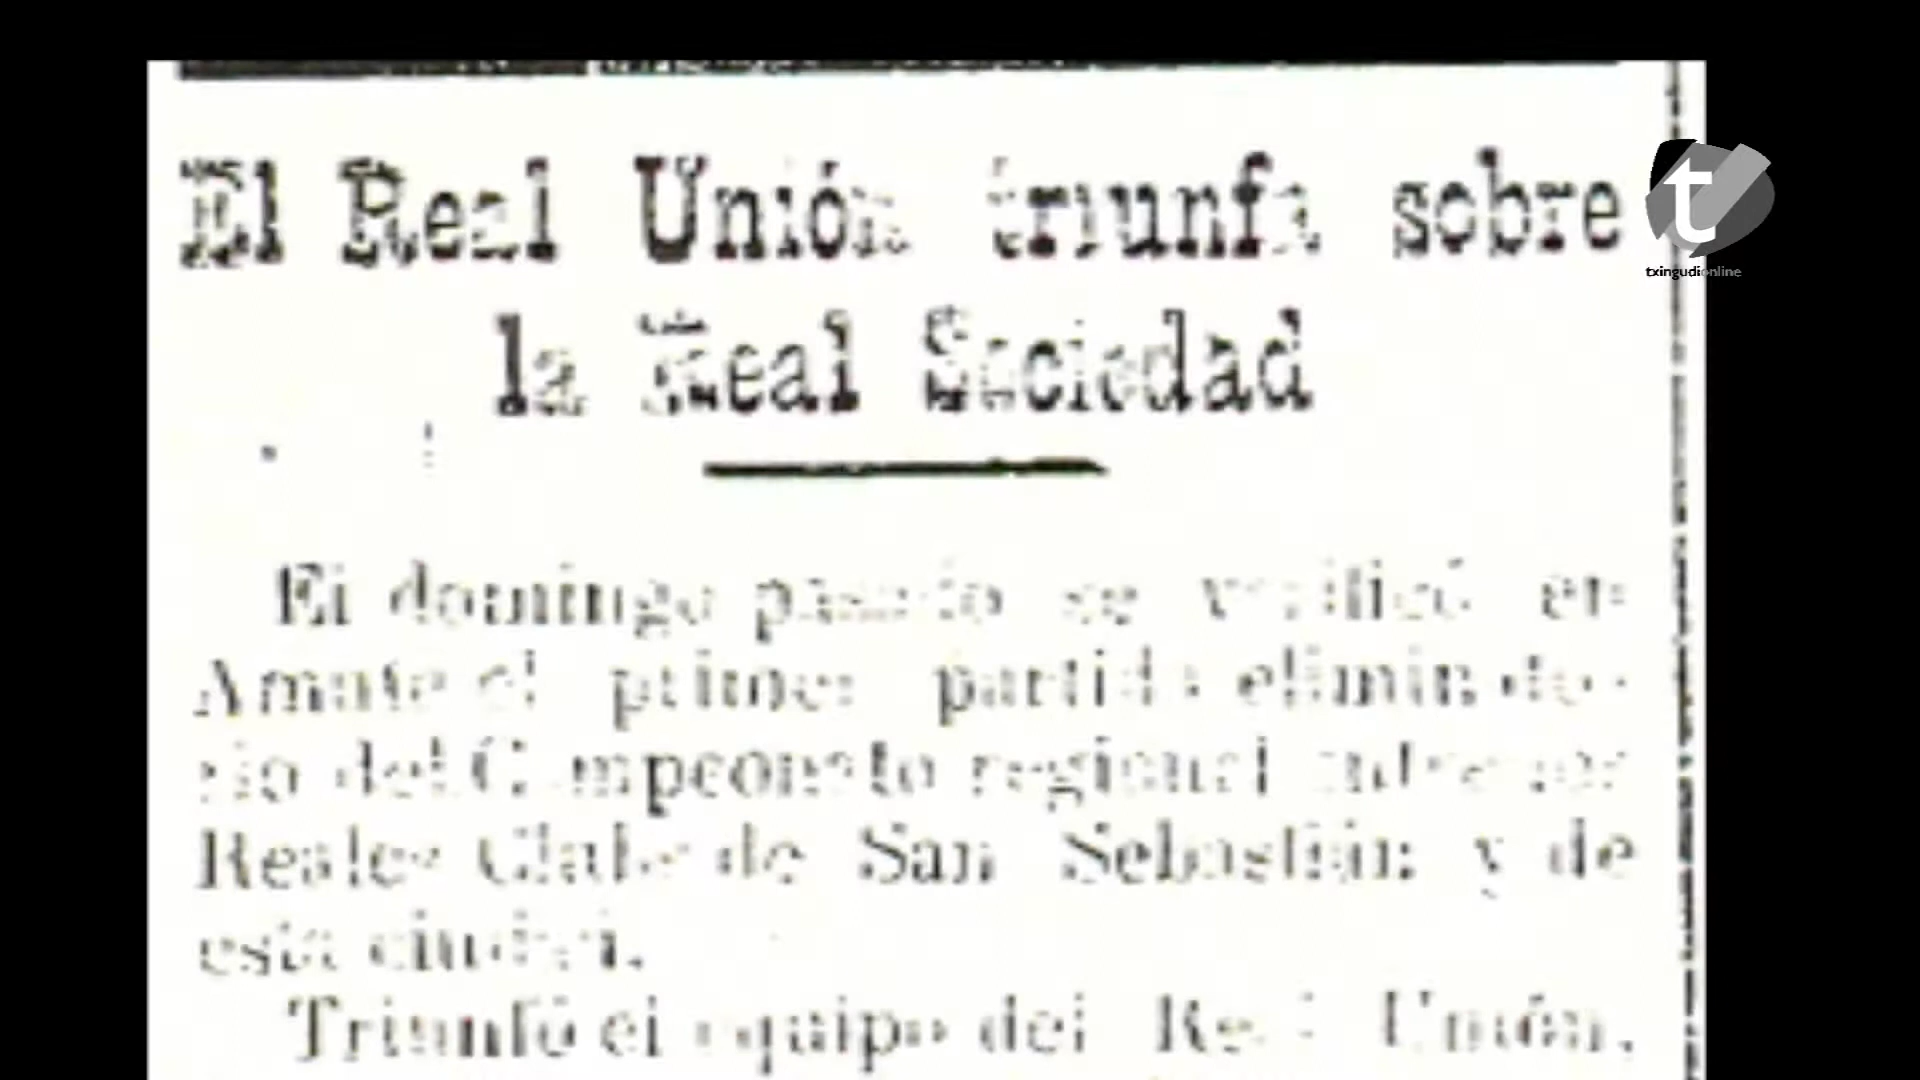 El Real Unión triunfa sobre
la Real Sociedad
El domingo pasado se verificó en
Amute el primer partido eliminato-
rio del Campeonato regional entre los
Reales Clubs de San Sebastián y de
esta ciudad.
Triunfó el equipo del Real Unión,
t
txingudionline